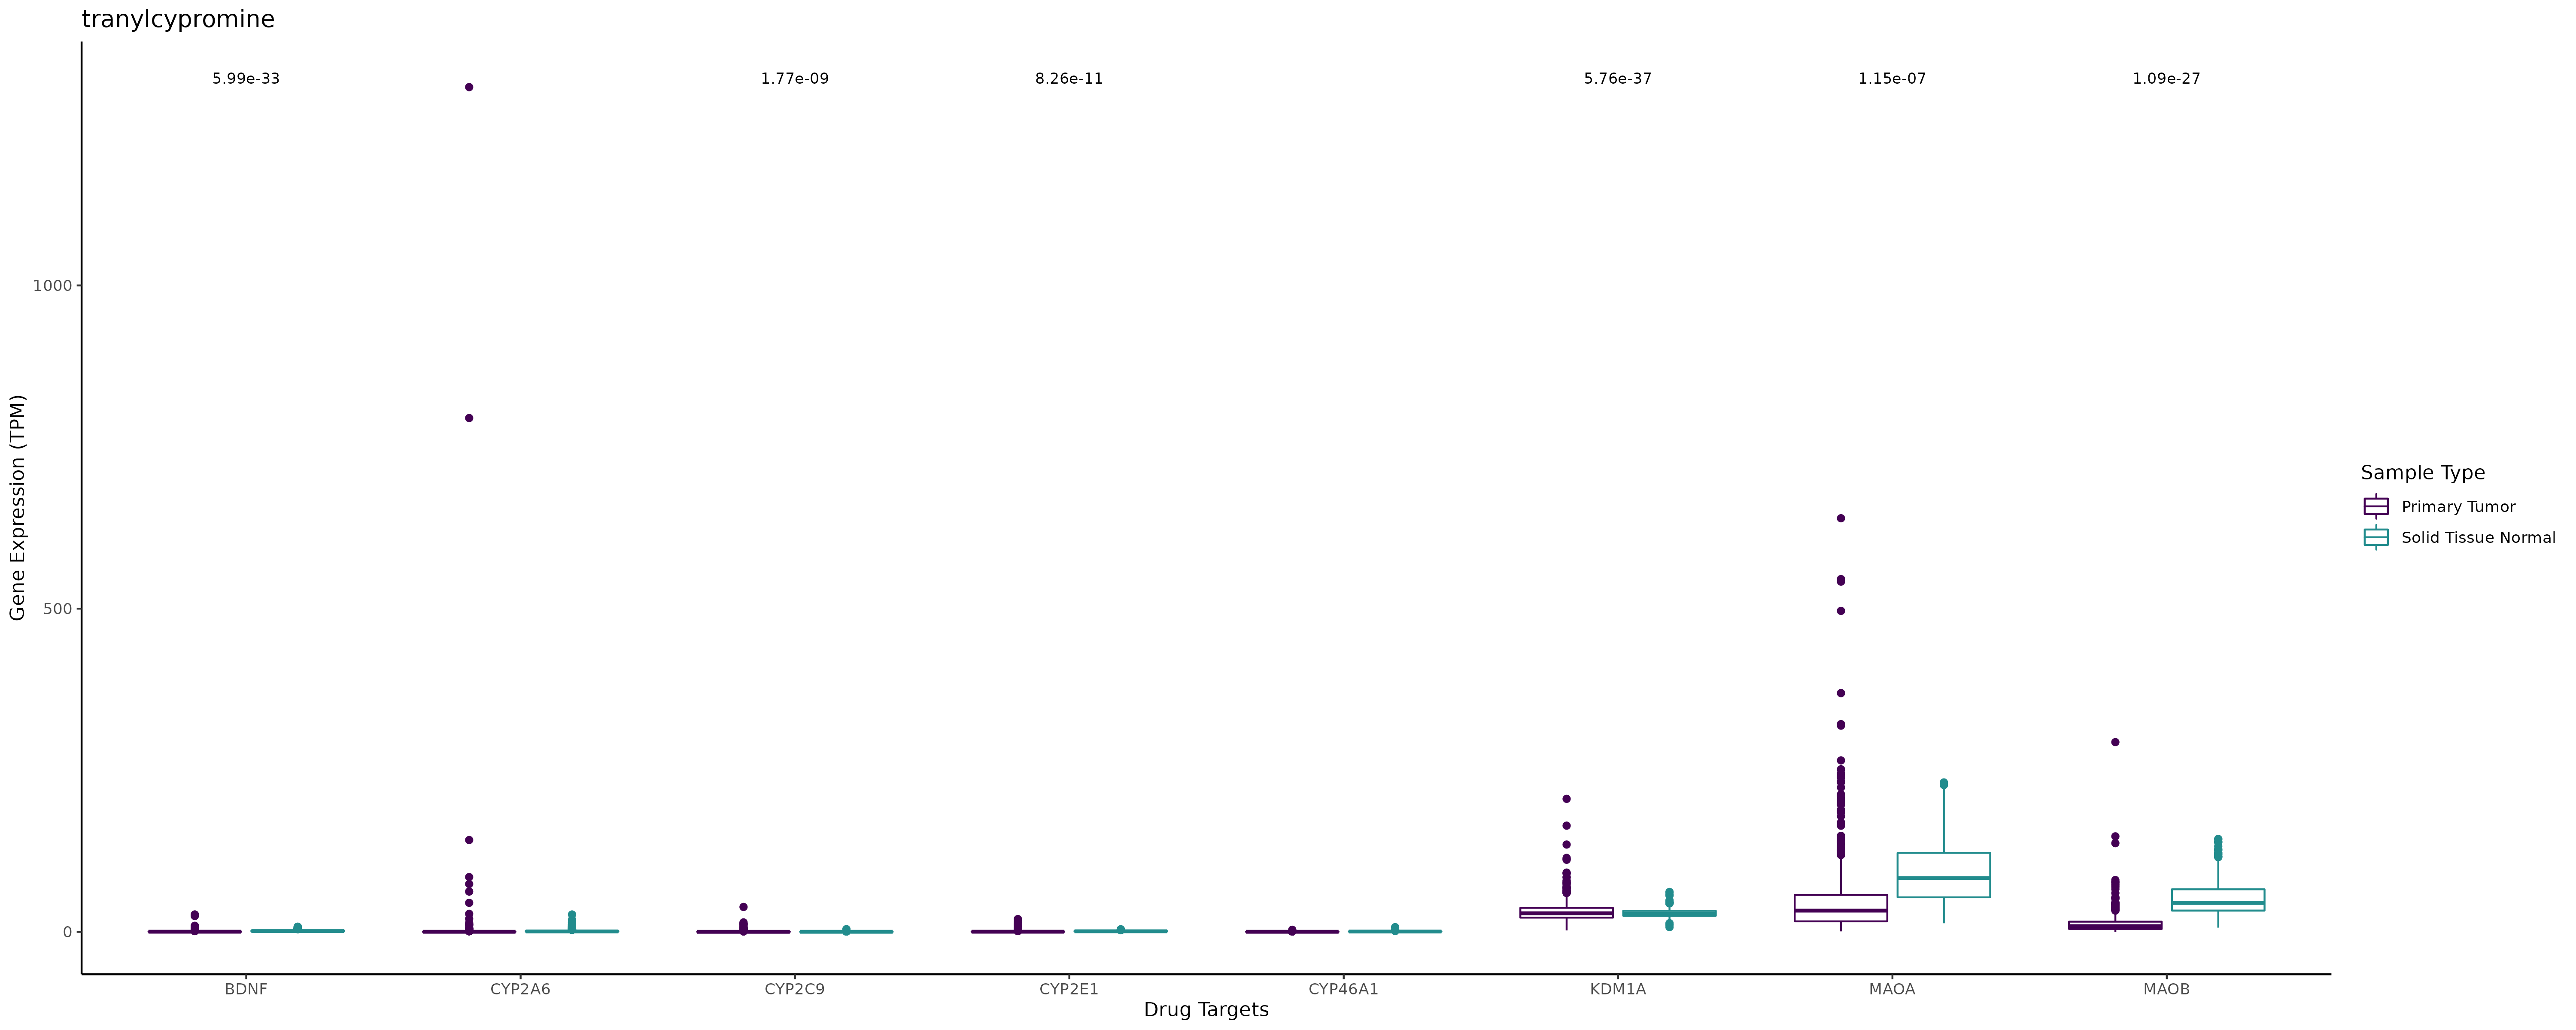 tranylcypromine
5.99e-33 1.77e-09 8.26e-11 5.76e-37 1.15e-07 1.09e-27
Gene Expression (TPM)
1000
500
0
BDNF CYP2A6 CYP2C9 CYP2E1 CYP46A1 KDM1A MAOA MAOB
Drug Targets
Sample Type
Primary Tumor
Solid Tissue Normal